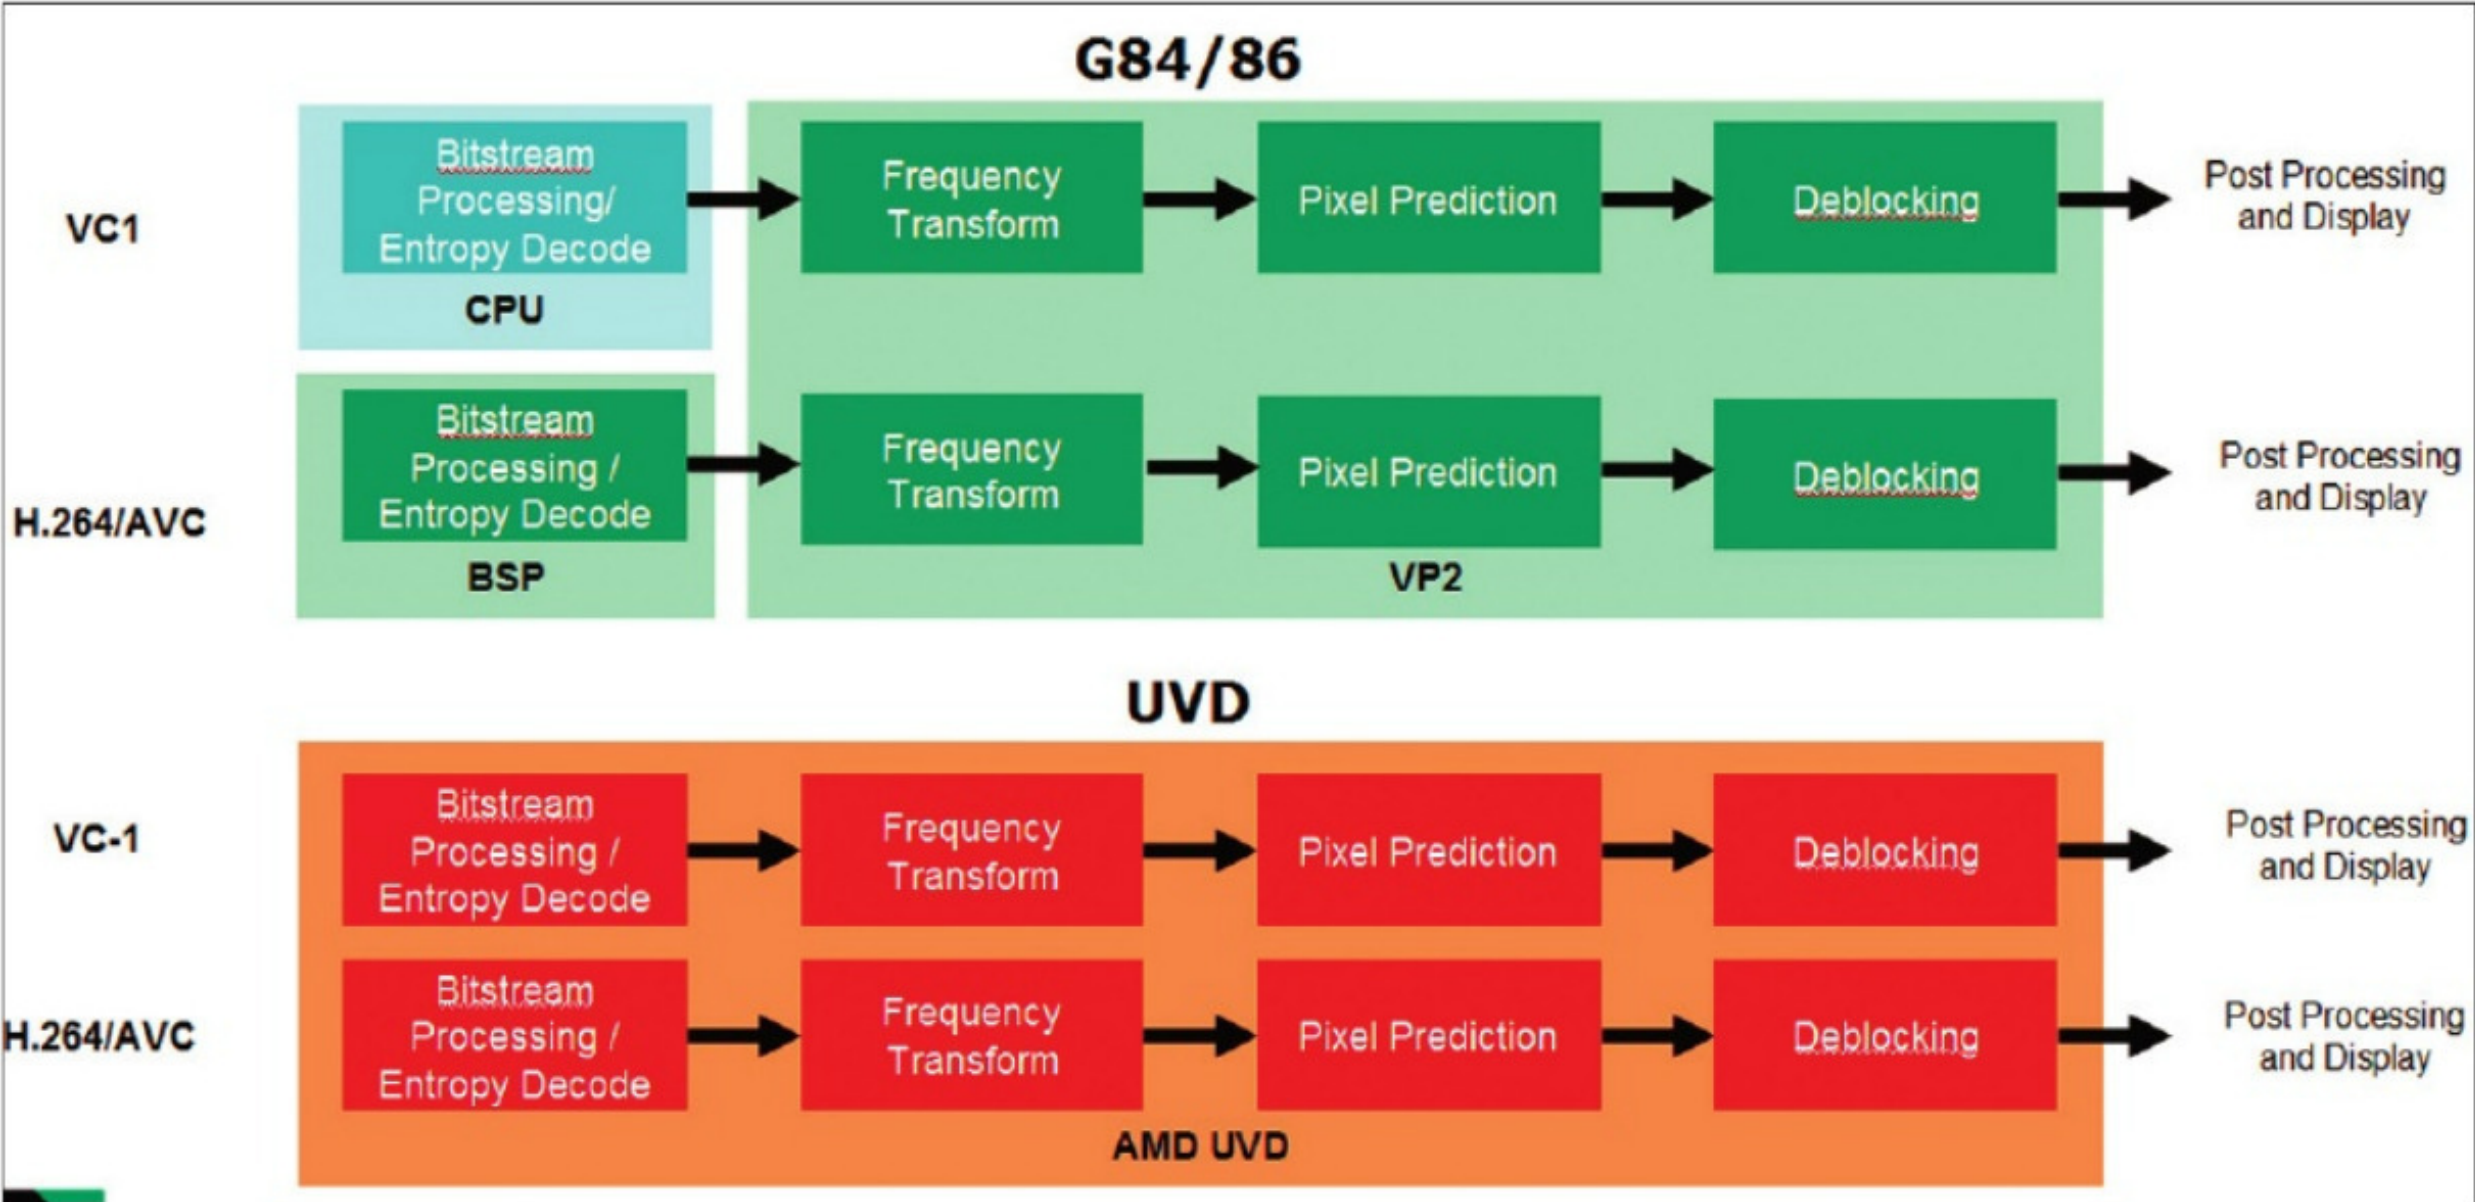 G84/86
VC1
Bitstream
Processing/
Entropy Decode
CPU
Frequency
Transform
Pixel Prediction
Deblocking
Post Processing
and Display
H.264/AVC
Bitstream
Processing /
Entropy Decode
BSP
Frequency
Transform
Pixel Prediction
Deblocking
VP2
Post Processing
and Display
UVD
VC-1
Bitstream
Processing /
Entropy Decode
Frequency
Transform
Pixel Prediction
Deblocking
Post Processing
and Display
H.264/AVC
Bitstream
Processing /
Entropy Decode
Frequency
Transform
Pixel Prediction
Deblocking
Post Processing
and Display
AMD UVD